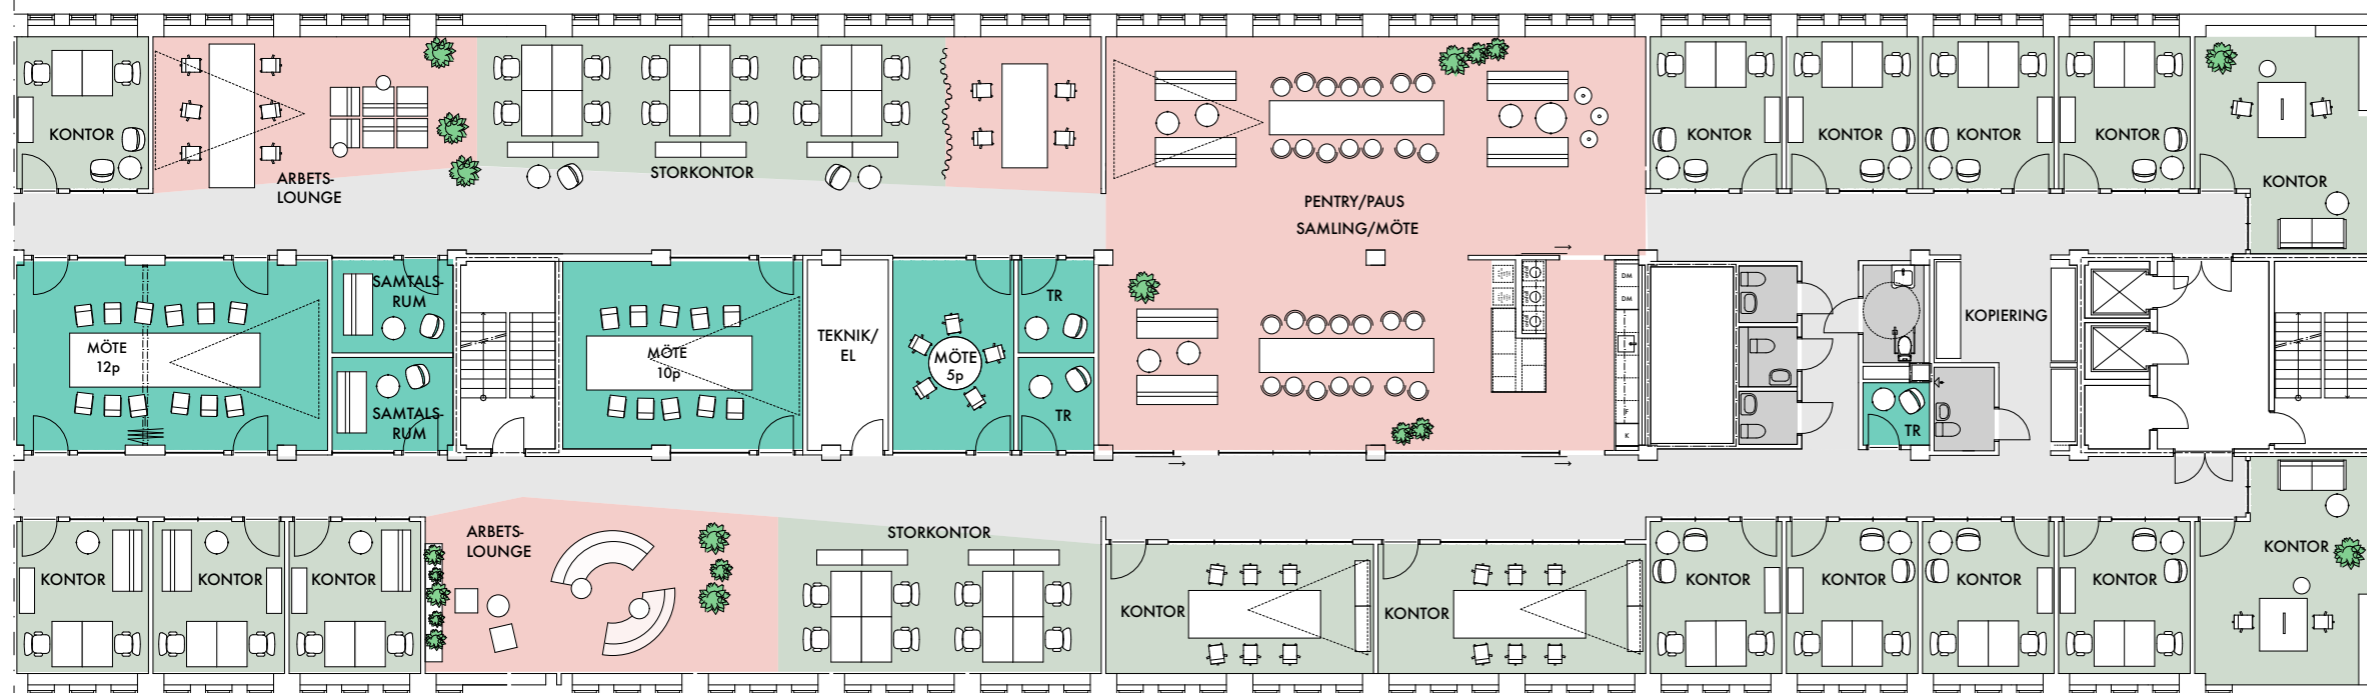 KONTOR
ARBETS-
LOUNGE
STORKONTOR
PENTRY/PAUS
SAMLING/MÖTE
KONTOR
KONTOR
KONTOR
KONTOR
KONTOR
MÖTE
12p
SAMTALS-
RUM
SAMTALS-
RUM
MÖTE
10p
TEKNIK/
EL
MÖTE
5p
TR
TR
DM
DM
K
TR
KOPIERING
KONTOR
KONTOR
KONTOR
ARBETS-
LOUNGE
STORKONTOR
KONTOR
KONTOR
KONTOR
KONTOR
KONTOR
KONTOR
KONTOR